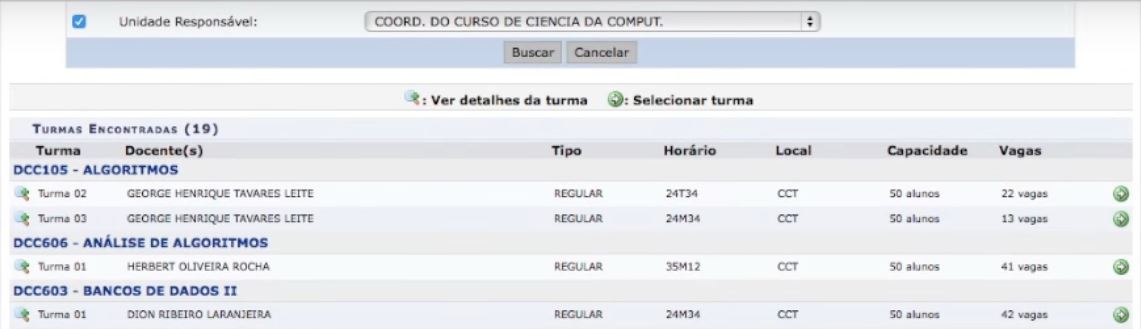 Unidade Responsável: COORD. DO CURSO DE CIENCIA DA COMPUT.
Buscar Cancelar
: Ver detalhes da turma : Selecionar turma
TURMAS ENCONTRADAS (19)
Turma Docente(s) Tipo Horário Local Capacidade Vagas
DCC105 - ALGORITMOS
Turma 02 GEORGE HENRIQUE TAVARES LEITE REGULAR 24T34 CCT 50 alunos 22 vagas
Turma 03 GEORGE HENRIQUE TAVARES LEITE REGULAR 24M34 CCT 50 alunos 13 vagas
DCC606 - ANÁLISE DE ALGORITMOS
Turma 01 HERBERT OLIVEIRA ROCHA REGULAR 35M12 CCT 50 alunos 41 vagas
DCC603 - BANCOS DE DADOS II
Turma 01 DION RIBEIRO LARANJEIRA REGULAR 24M34 CCT 50 alunos 42 vagas